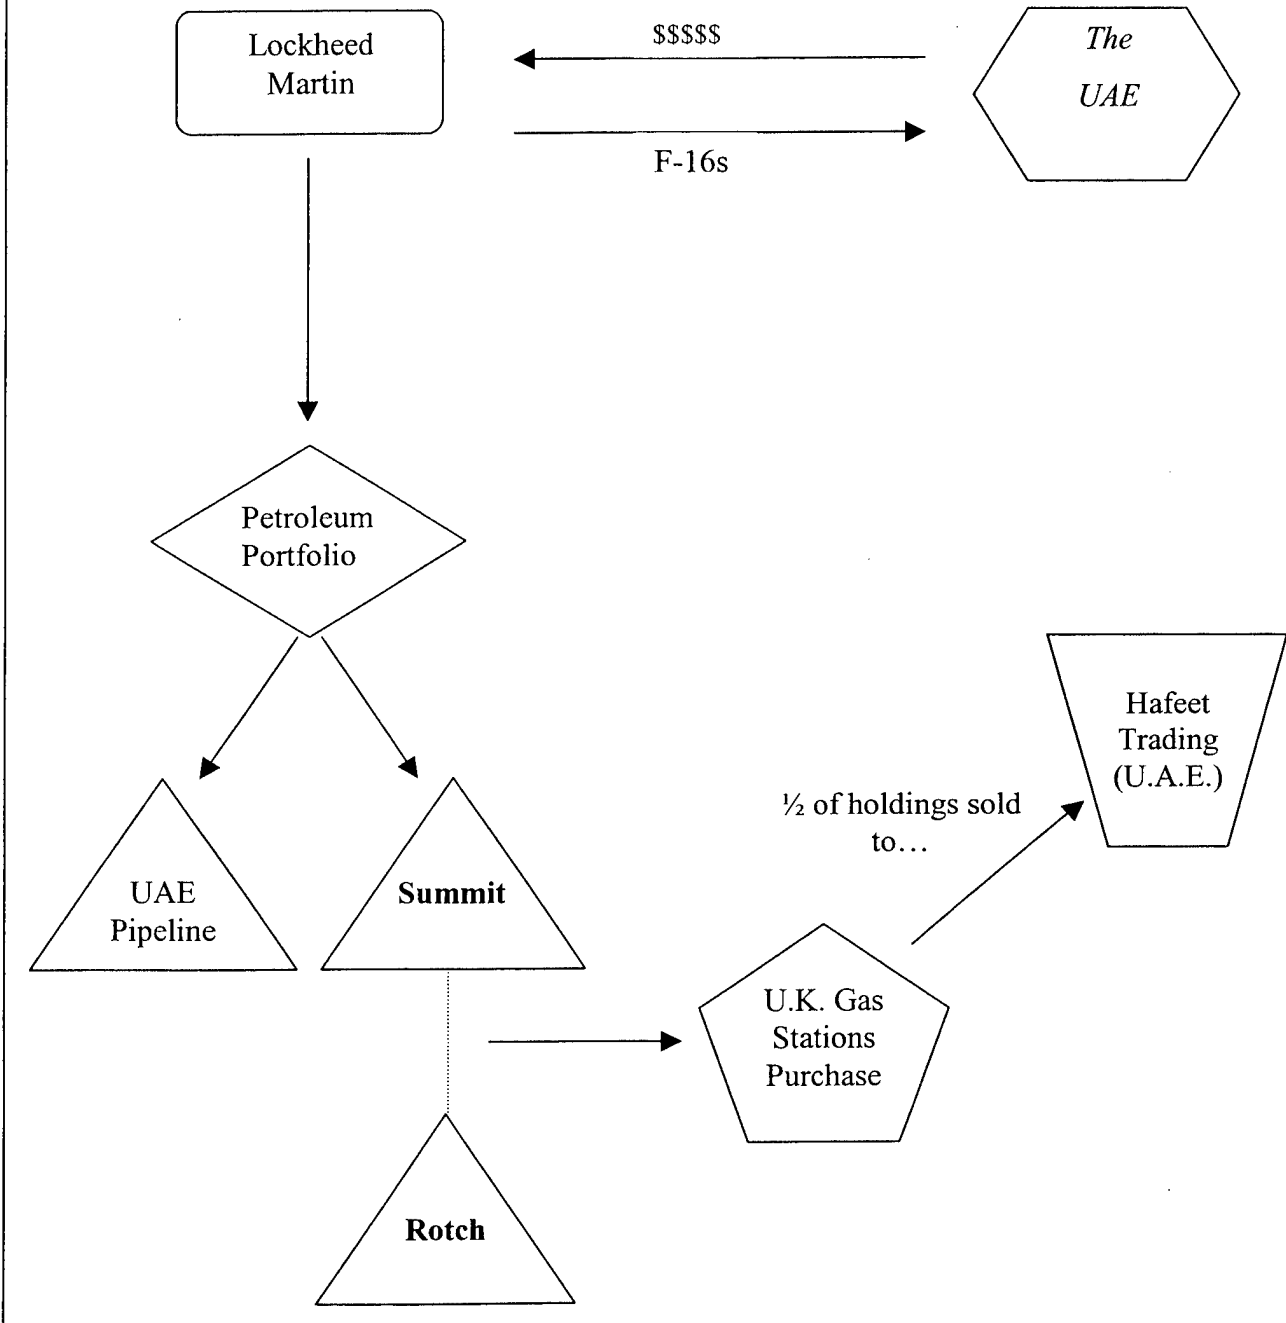 Lockheed
Martin
$$$$$
The
UAE
F-16s
Petroleum
Portfolio
Hafeet
Trading
(U.A.E.)
½ of holdings sold
to…
UAE
Pipeline
Summit
U.K. Gas
Stations
Purchase
Rotch